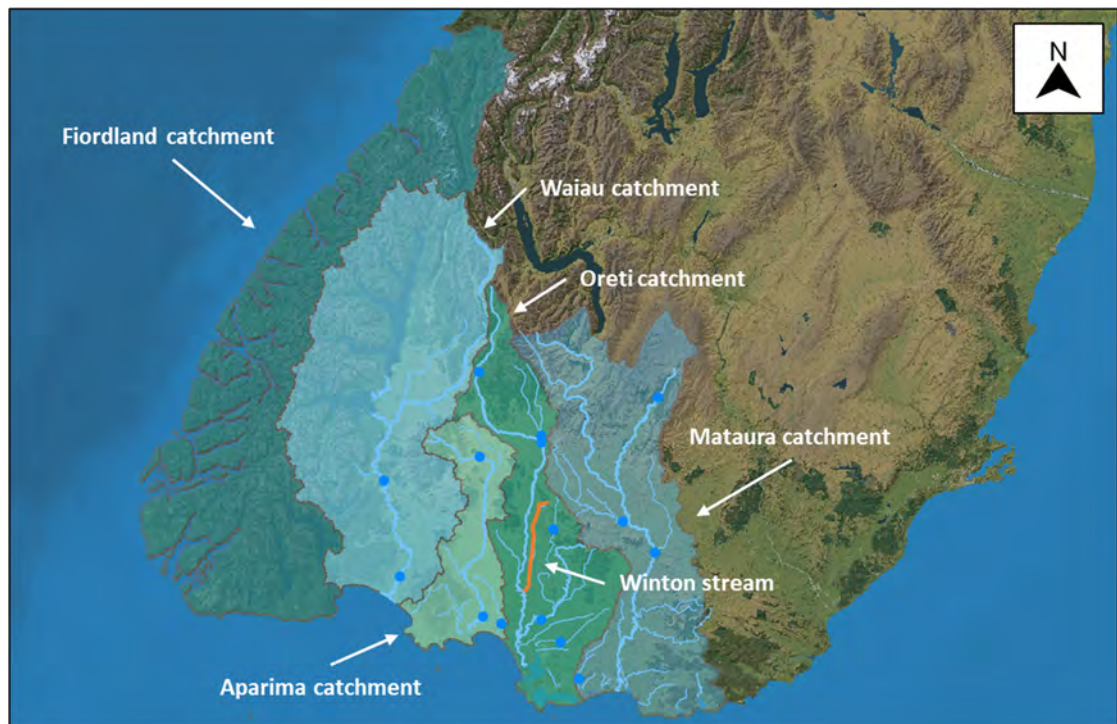 N
Fiordland catchment
Waiau catchment
Oreti catchment
Mataura catchment
Winton stream
Aparima catchment